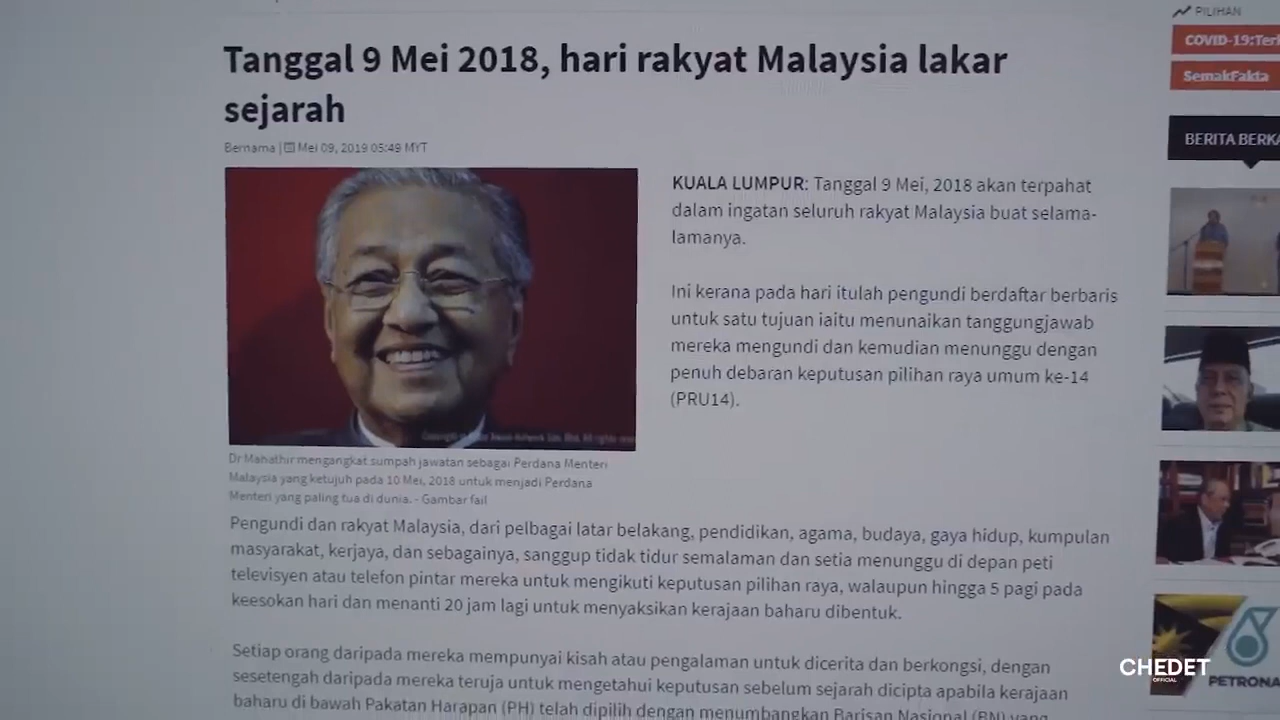 PILIHAN
COVID-19:Terk
SemakFakta
Tanggal 9 Mei 2018, hari rakyat Malaysia lakar
sejarah
Bernama | Mei 09, 2019 05:49 MYT
BERITA BERKA
KUALA LUMPUR: Tanggal 9 Mei, 2018 akan terpahat
dalam ingatan seluruh rakyat Malaysia buat selama-
lamanya.
Ini kerana pada hari itulah pengundi berdaftar berbaris
untuk satu tujuan iaitu menunaikan tanggungjawab
mereka mengundi dan kemudian menunggu dengan
penuh debaran keputusan pilihan raya umum ke-14
(PRU14).
Dr Mahathir mengangkat sumpah jawatan sebagai Perdana Menteri
Malaysia yang ketujuh pada 10 Mei, 2018 untuk menjadi Perdana
Menteri yang paling tua di dunia. - Gambar fail
Pengundi dan rakyat Malaysia, dari pelbagai latar belakang, pendidikan, agama, budaya, gaya hidup, kumpulan
masyarakat, kerjaya, dan sebagainya, sanggup tidak tidur semalaman dan setia menunggu di depan peti
televisyen atau telefon pintar mereka untuk mengikuti keputusan pilihan raya, walaupun hingga 5 pagi pada
keesokan hari dan menanti 20 jam lagi untuk menyaksikan kerajaan baharu dibentuk.
Setiap orang daripada mereka mempunyai kisah atau pengalaman untuk dicerita dan berkongsi, dengan
sesetengah daripada mereka teruja untuk mengetahui keputusan sebelum sejarah dicipta apabila kerajaan
baharu di bawah Pakatan Harapan (PH) telah dipilih dengan menumbangkan Barisan Nasional (BN) yang
PETRONA
CHEDET
OFFICIAL